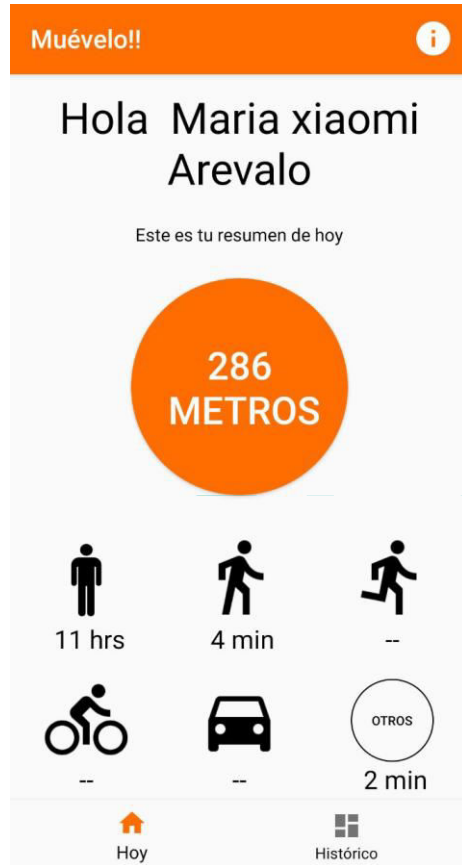 Muévelo!!
i
Hola Maria xiaomi
Arevalo
Este es tu resumen de hoy
286
METROS
11 hrs
4 min
--
OTROS
--
--
2 min
Hoy
Histórico